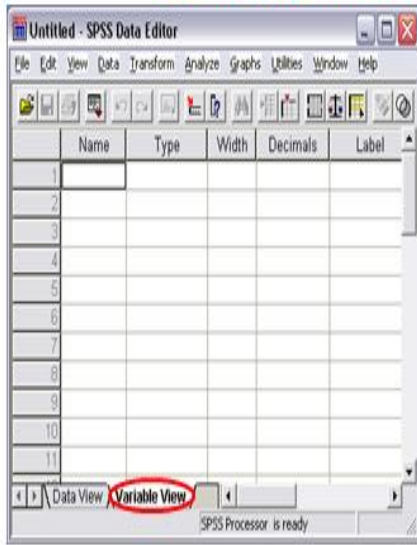 Untitled - SPSS Data Editor
File Edit View Data Transform Analyze Graphs Utilities Window Help
Name Type Width Decimals Label
1
2
3
4
5
6
7
8
9
10
11
Data View Variable View
SPSS Processor is ready